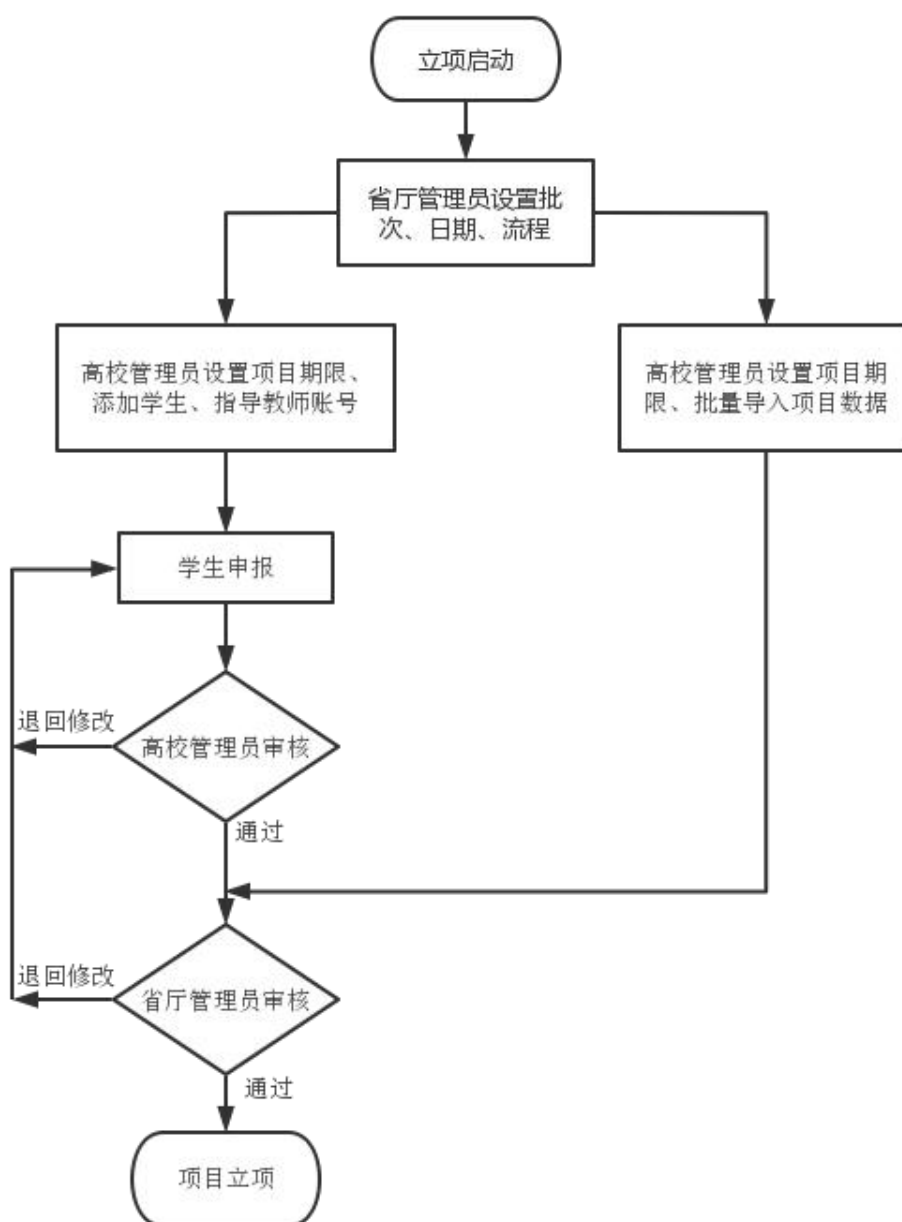 立项启动
省厅管理员设置批
次、日期、流程
高校管理员设置项目期限、
添加学生、指导教师账号
高校管理员设置项目期
限、批量导入项目数据
学生申报
退回修改
高校管理员审核
通过
退回修改
省厅管理员审核
通过
项目立项